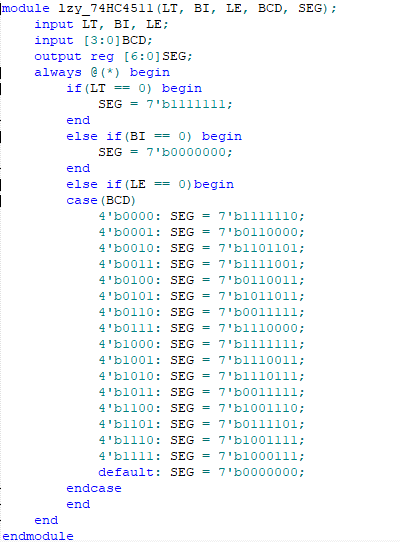 module lzy_74HC4511(LT, BI, LE, BCD, SEG);
    input LT, BI, LE;
    input [3:0]BCD;
    output reg [6:0]SEG;
    always @(*) begin
        if(LT == 0) begin
            SEG = 7'b1111111;
        end
        else if(BI == 0) begin
            SEG = 7'b0000000;
        end
        else if(LE == 0)begin
        case(BCD)
            4'b0000: SEG = 7'b1111110;
            4'b0001: SEG = 7'b0110000;
            4'b0010: SEG = 7'b1101101;
            4'b0011: SEG = 7'b1111001;
            4'b0100: SEG = 7'b0110011;
            4'b0101: SEG = 7'b1011011;
            4'b0110: SEG = 7'b0011111;
            4'b0111: SEG = 7'b1110000;
            4'b1000: SEG = 7'b1111111;
            4'b1001: SEG = 7'b1110011;
            4'b1010: SEG = 7'b1110111;
            4'b1011: SEG = 7'b0011111;
            4'b1100: SEG = 7'b1001110;
            4'b1101: SEG = 7'b0111101;
            4'b1110: SEG = 7'b1001111;
            4'b1111: SEG = 7'b1000111;
            default: SEG = 7'b0000000;
        endcase
        end
    end
endmodule